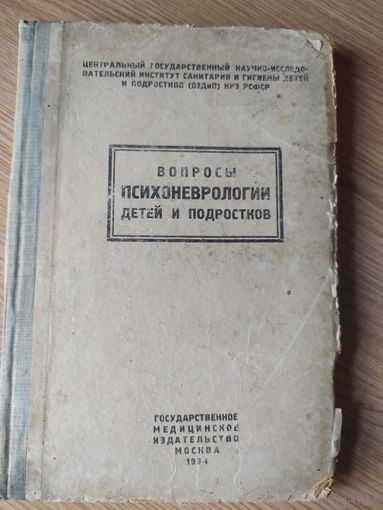 ЦЕНТРАЛЬНЫЙ ГОСУДАРСТВЕННЫЙ НАУЧНО-ИССЛЕДО-
ВАТЕЛЬСКИЙ ИНСТИТУТ САНИТАРИИ И ГИГИЕНЫ ДЕТЕЙ
И ПОДРОСТКОВ (ОЗДИП) НКЗ РСФСР
ВОПРОСЫ
ПСИХОНЕВРОЛОГИИ
ДЕТЕЙ И ПОДРОСТКОВ
ГОСУДАРСТВЕННОЕ
МЕДИЦИНСКОЕ
ИЗДАТЕЛЬСТВО
МОСКВА
1934